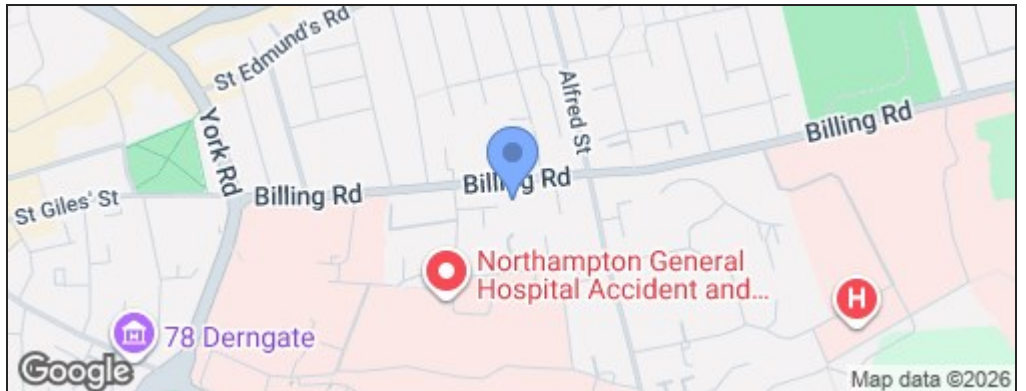 St Edmund's Rd
Alfred St
York Rd
Billing Rd
Billing Rd
Billing Rd
St Giles' St
Northampton General
Hospital Accident and...
H
78 Derngate
Google
Map data ©2026